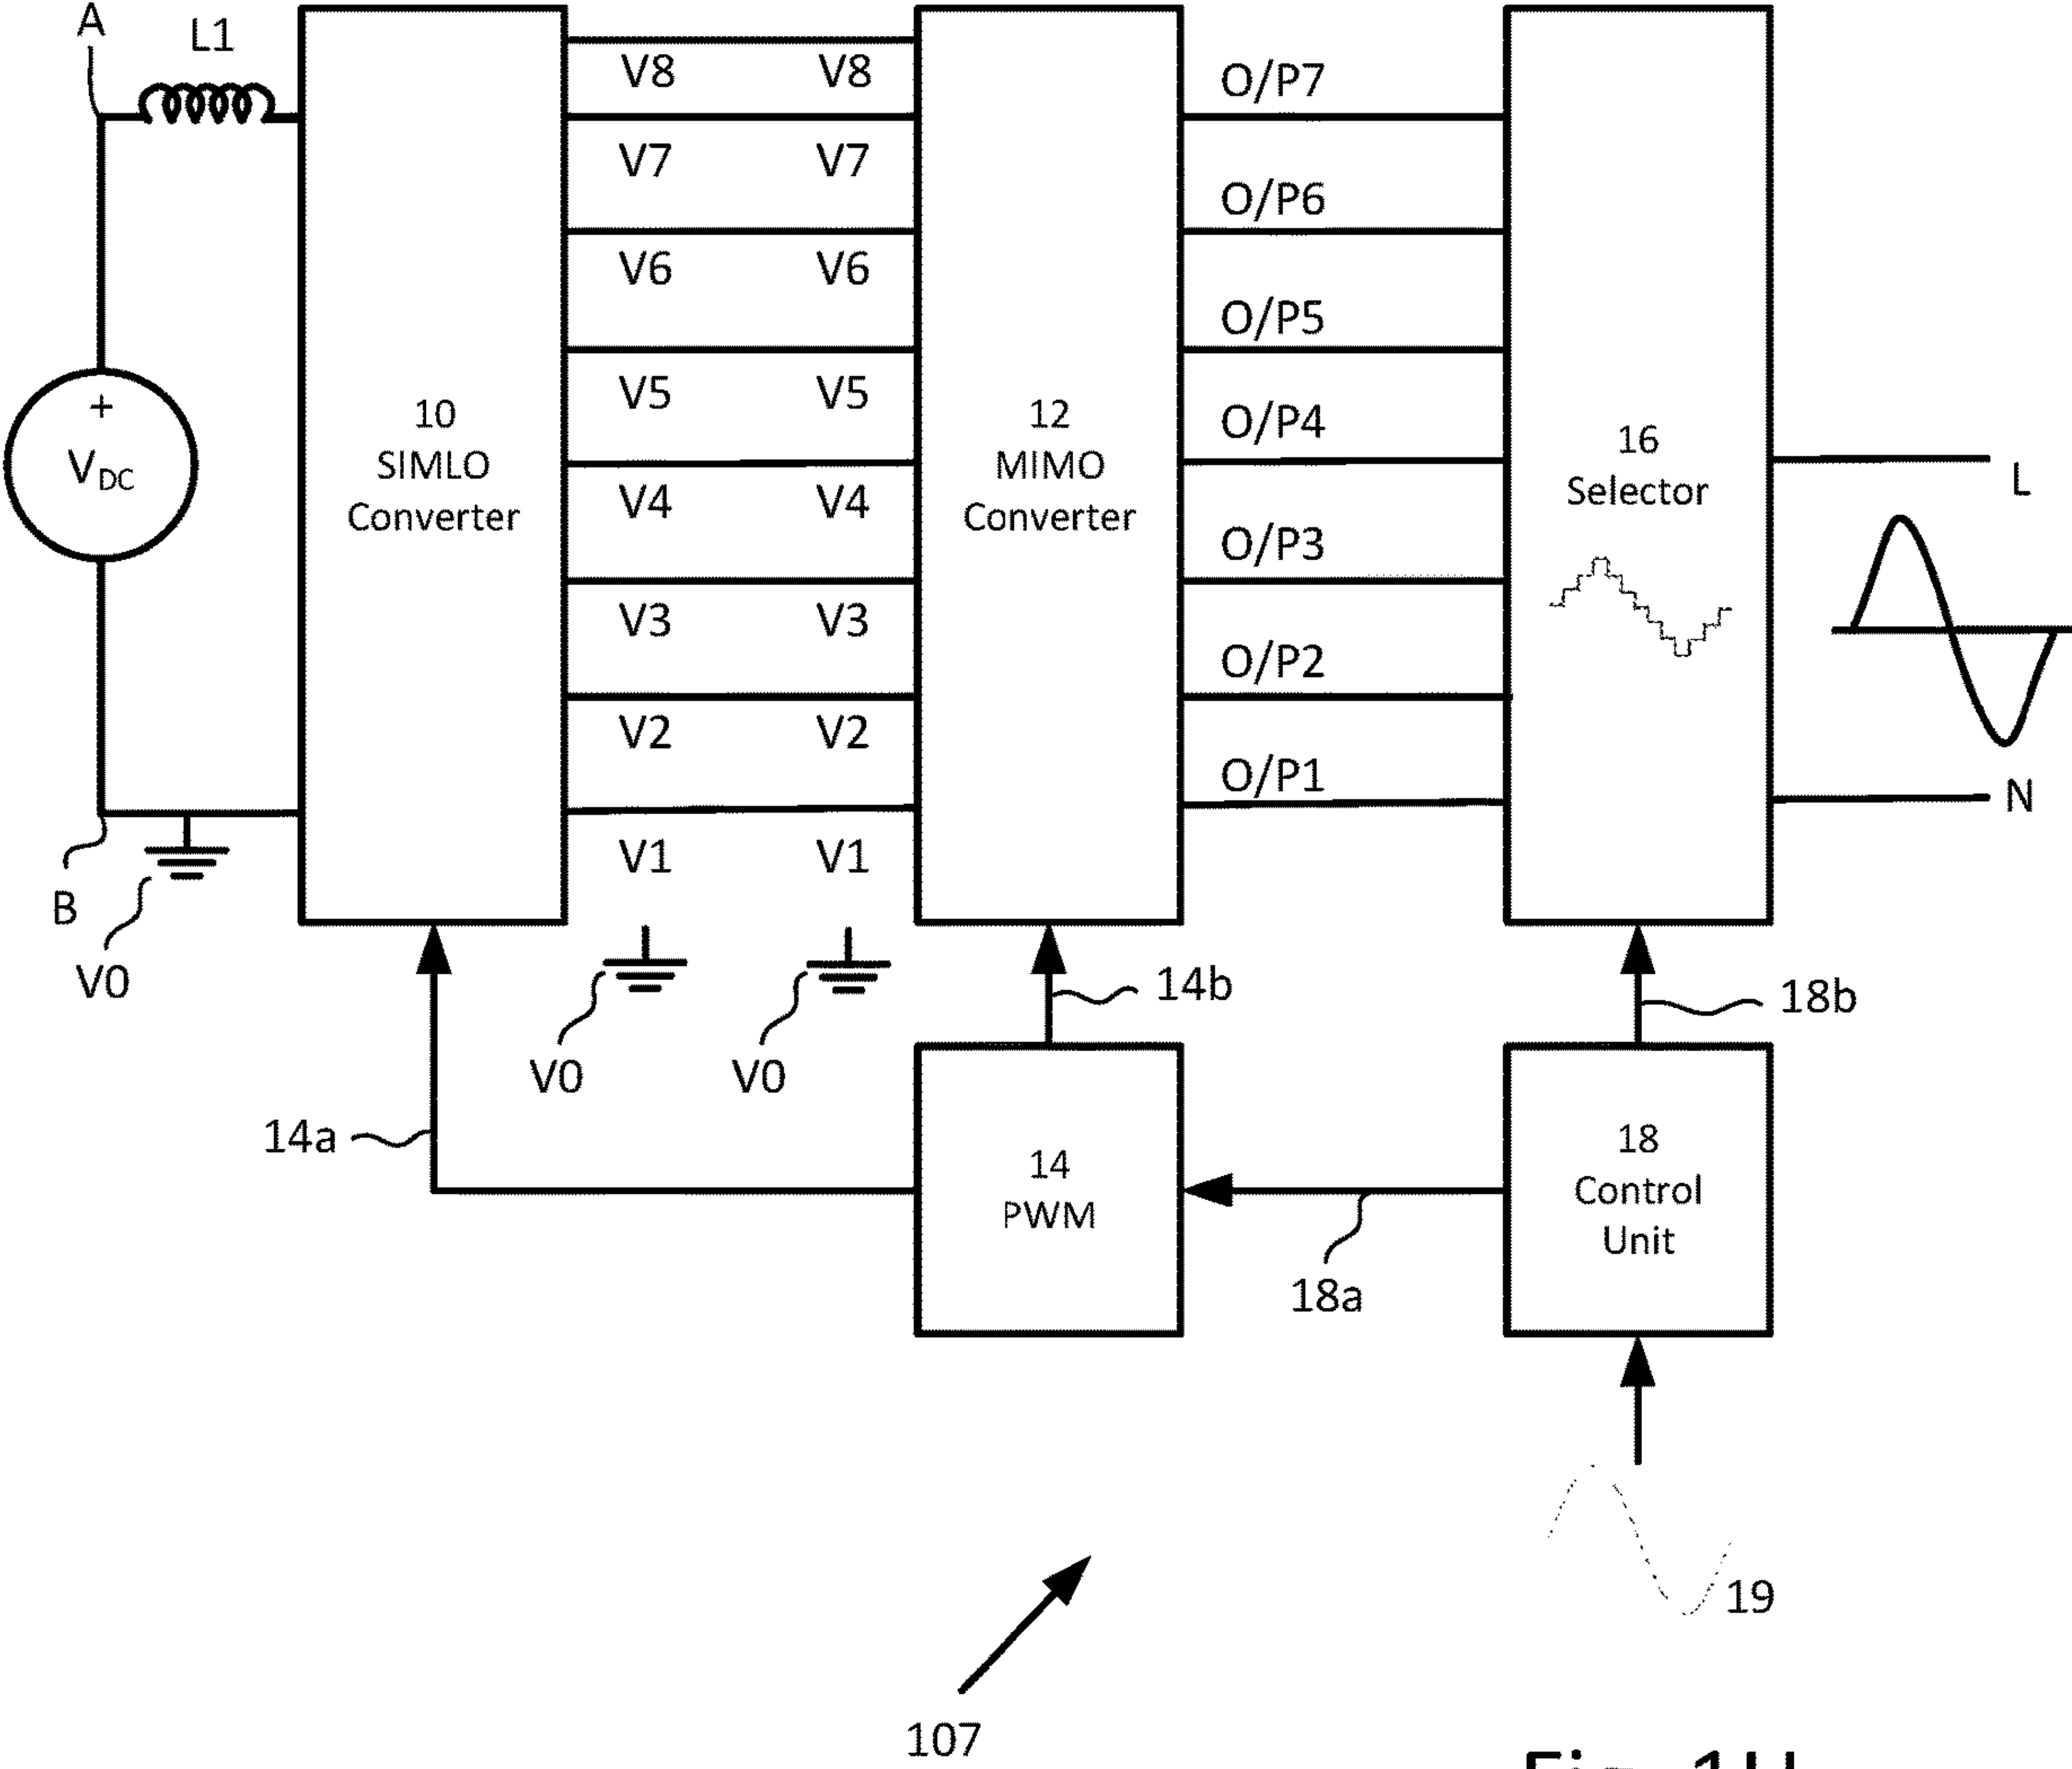 A
L1
V8 V8
O/P7
V7 V7
O/P6
V6 V6
O/P5
V5 V5
O/P4
+
VDC
10
SIMLO
Converter
12
MIMO
Converter
16
Selector
L
V4 V4
O/P3
V3 V3
O/P2
V2 V2
O/P1
N
V1 V1
B
V0
V0
V0
14b
18b
14a
14
PWM
18
Control
Unit
18a
19
107